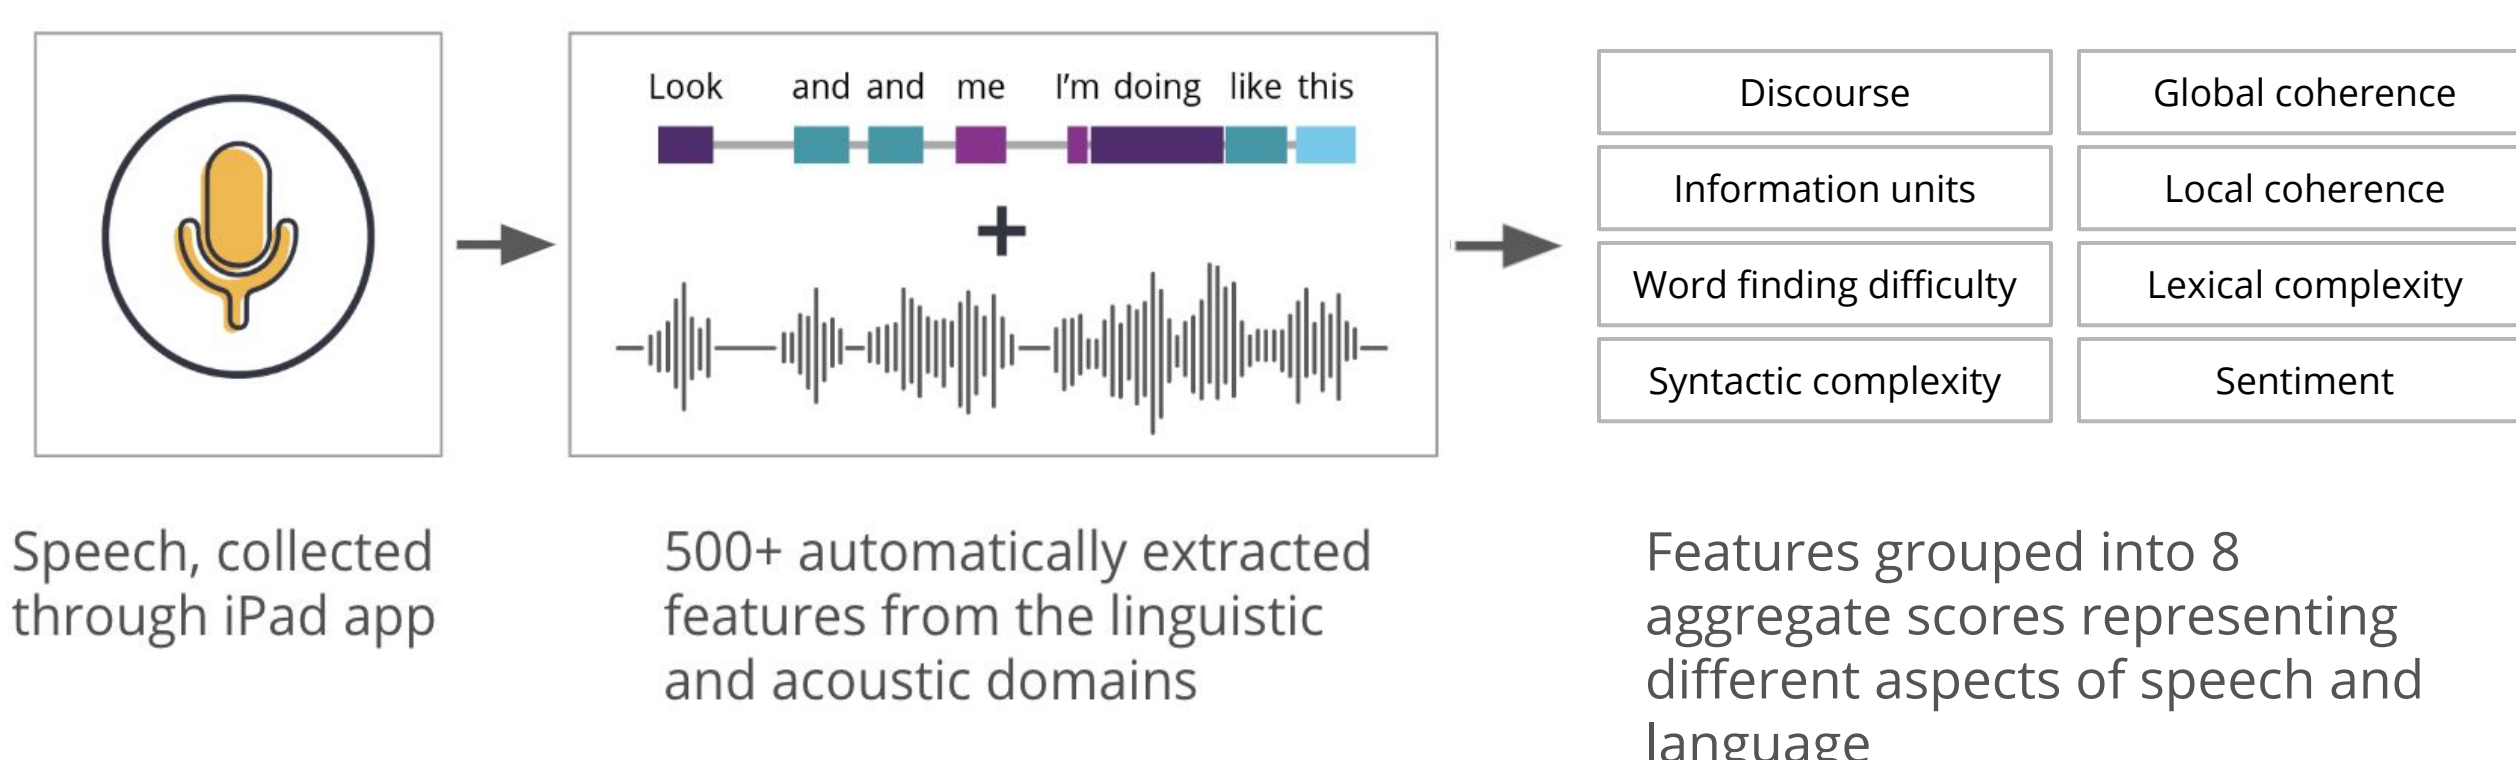 Look and and me I'm doing like this
Discourse
Global coherence
Information units
Local coherence
Word finding difficulty
Lexical complexity
Syntactic complexity
Sentiment
Speech, collected
through iPad app
500+ automatically extracted
features from the linguistic
and acoustic domains
Features grouped into 8
aggregate scores representing
different aspects of speech and
language